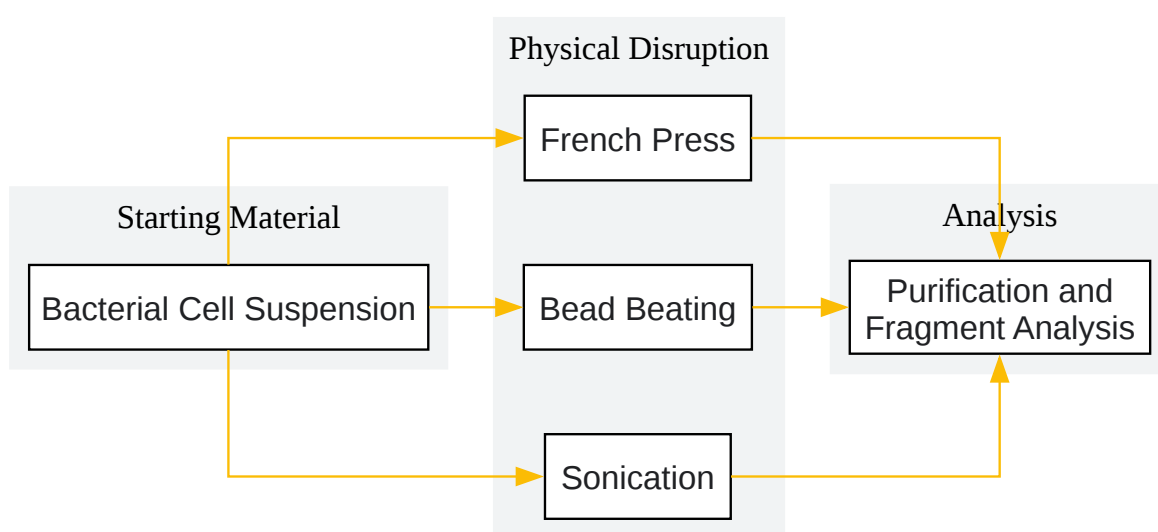 Physical Disruption
French Press
Starting Material
Bacterial Cell Suspension
Bead Beating
Analysis
Purification and
Fragment Analysis
Sonication